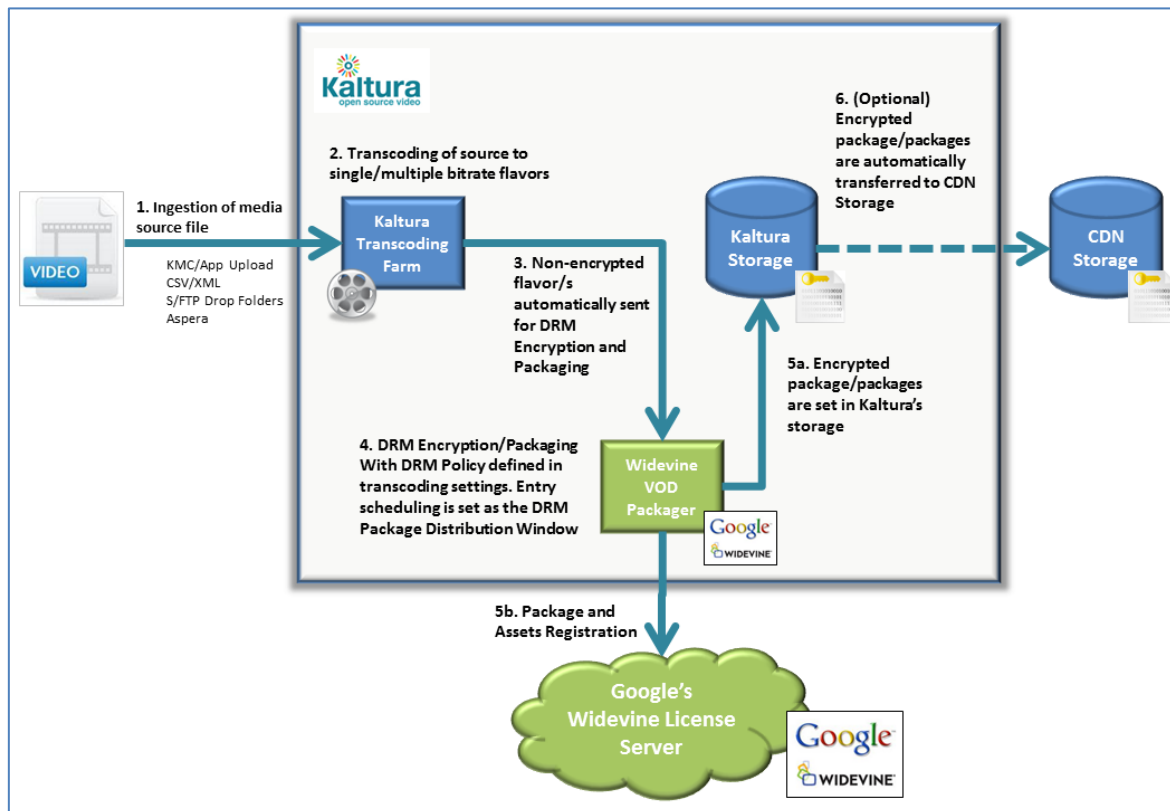 Kaltura
open source video
6. (Optional)
Encrypted
package/packages
are automatically
transferred to CDN
Storage
2. Transcoding of source to
single/multiple bitrate flavors
1. Ingestion of media
source file
VIDEO
KMC/App Upload
CSV/XML
S/FTP Drop Folders
Aspera
Kaltura
Transcoding
Farm
Kaltura
Storage
CDN
Storage
3. Non-encrypted
flavor/s
automatically sent
for DRM
Encryption and
Packaging
5a. Encrypted
package/packages
are set in Kaltura's
storage
4. DRM Encryption/Packaging
With DRM Policy defined in
transcoding settings. Entry
scheduling is set as the DRM
Package Distribution Window
Widevine
VOD
Packager
Google
WIDEVINE
5b. Package and
Assets Registration
Google's
Widevine License
Server
Google
WIDEVINE